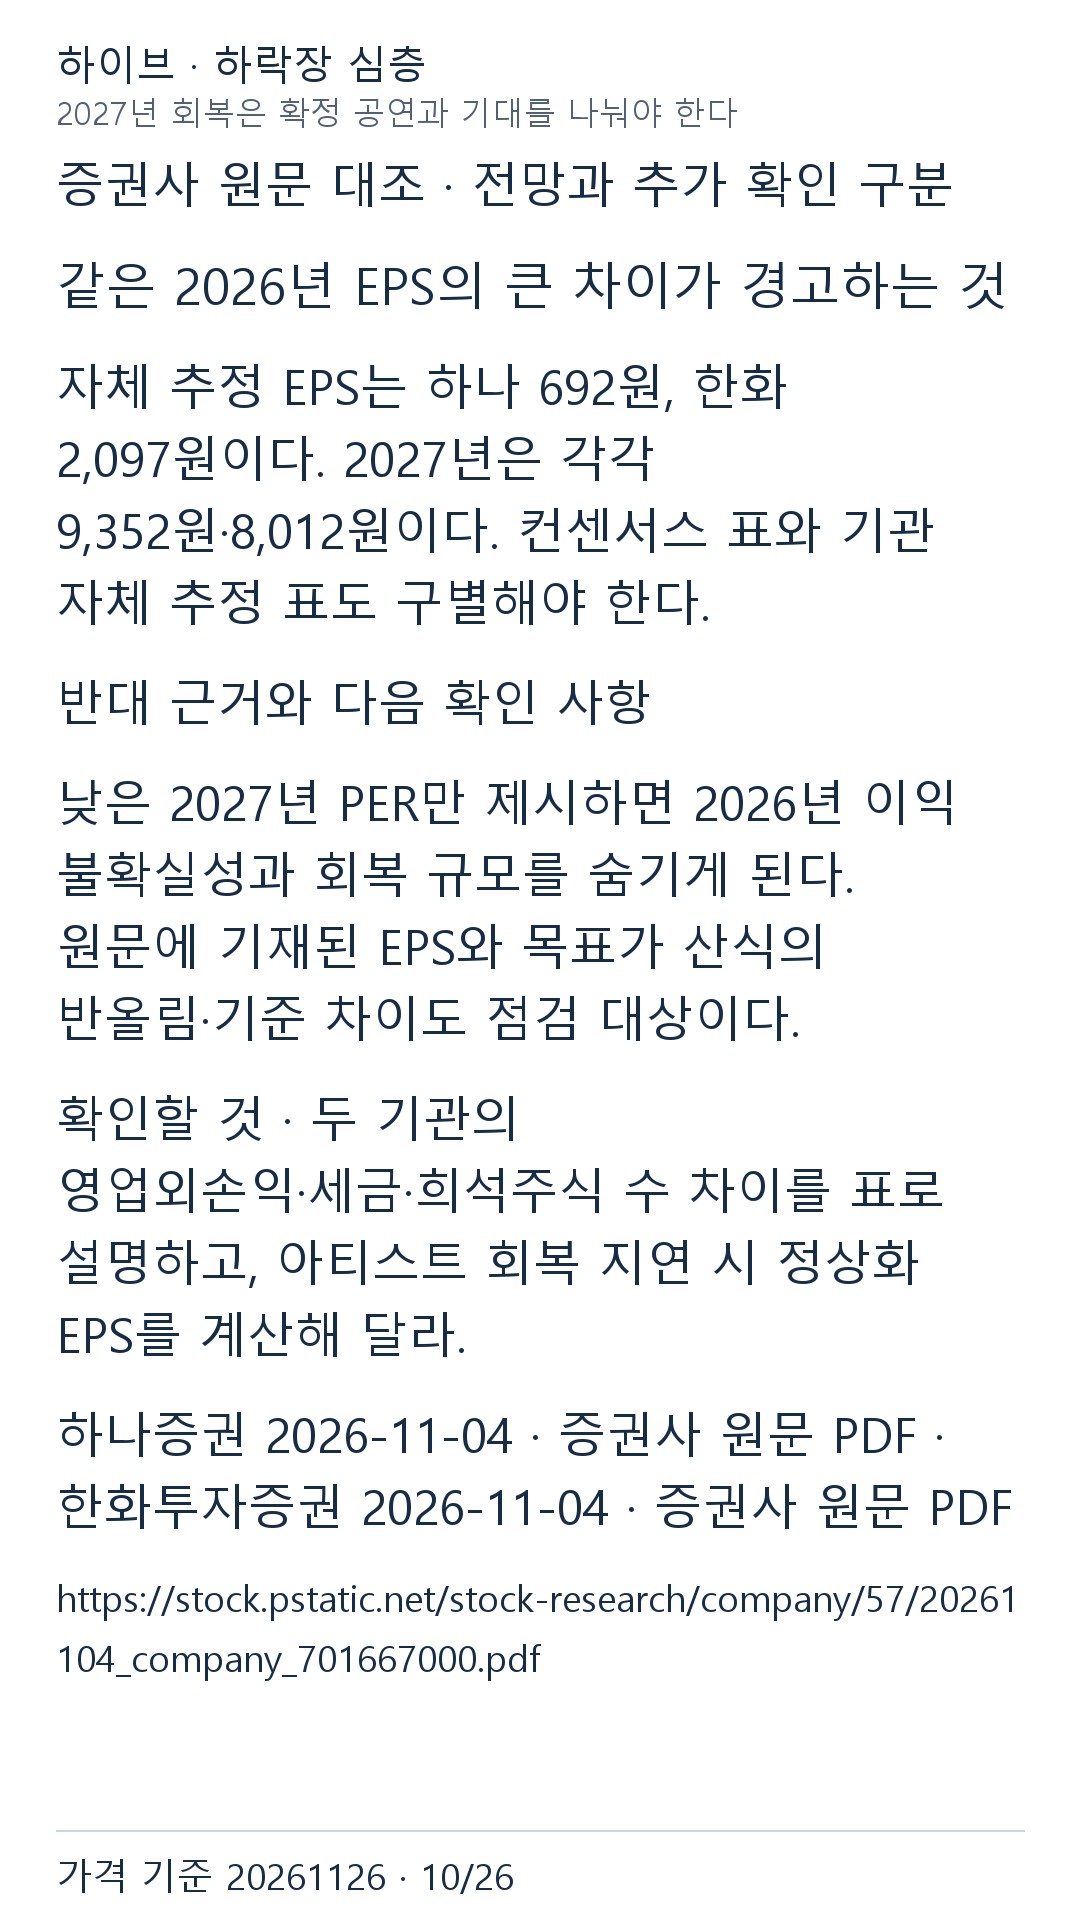 하이브 · 하락장 심층
2027년 회복은 확정 공연과 기대를 나눠야 한다
증권사 원문 대조 · 전망과 추가 확인 구분
같은 2026년 EPS의 큰 차이가 경고하는 것
자체 추정 EPS는 하나 692원, 한화
2,097원이다. 2027년은 각각
9,352원·8,012원이다. 컨센서스 표와 기관
자체 추정 표도 구별해야 한다.
반대 근거와 다음 확인 사항
낮은 2027년 PER만 제시하면 2026년 이익
불확실성과 회복 규모를 숨기게 된다.
원문에 기재된 EPS와 목표가 산식의
반올림·기준 차이도 점검 대상이다.
확인할 것 · 두 기관의
영업외손익·세금·희석주식 수 차이를 표로
설명하고, 아티스트 회복 지연 시 정상화
EPS를 계산해 달라.
하나증권 2026-11-04 · 증권사 원문 PDF ·
한화투자증권 2026-11-04 · 증권사 원문 PDF
https://stock.pstatic.net/stock-research/company/57/20261
104_company_701667000.pdf
가격 기준 20261126 · 10/26